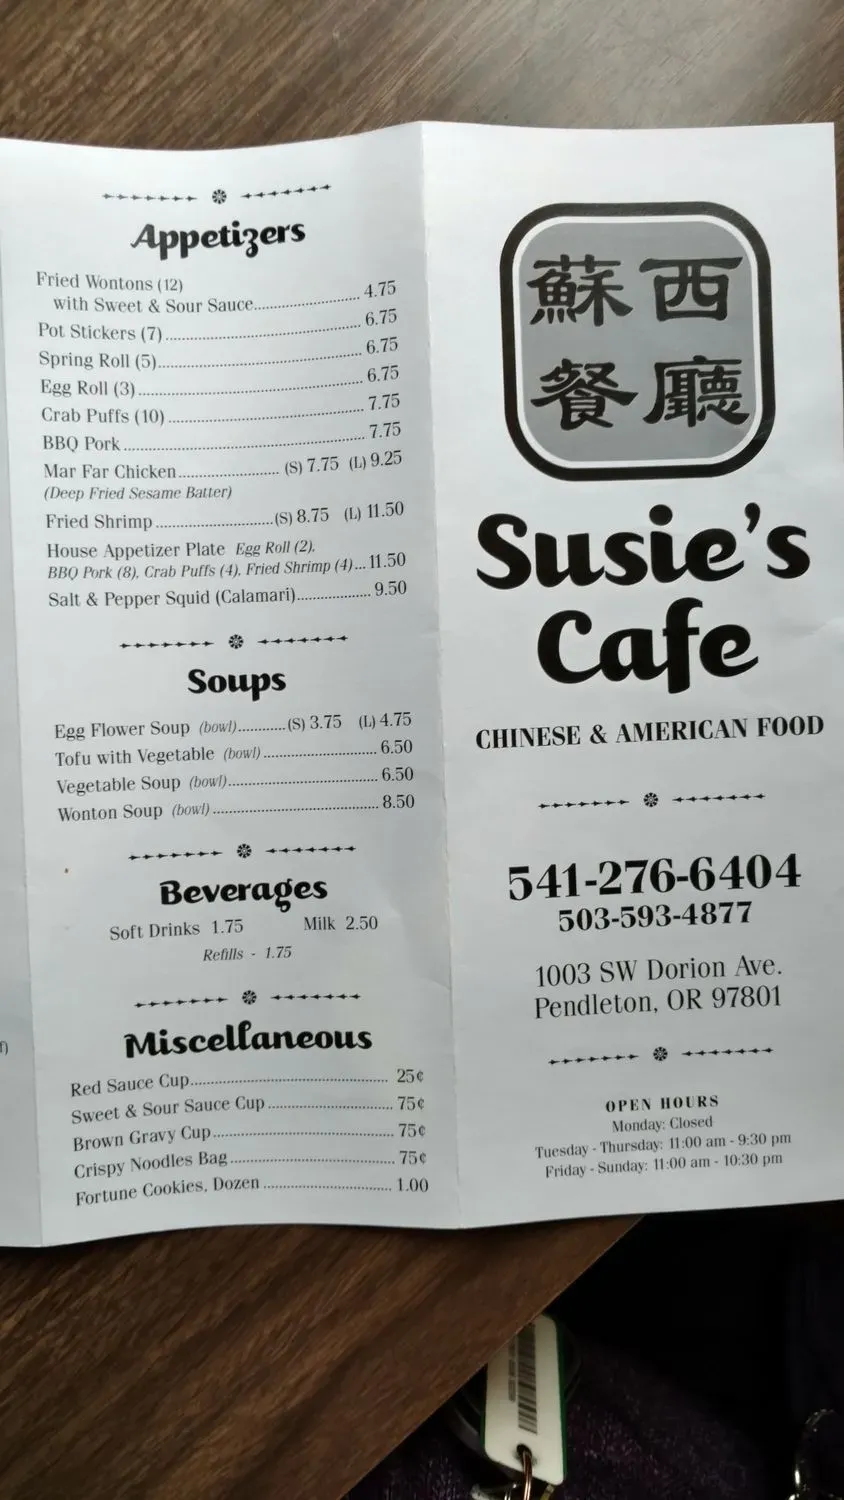 Appetizers
Fried Wontons (12)
with Sweet & Sour Sauce.......................... 4.75
Pot Stickers (7) .................................................. 6.75
Spring Roll (5)................................................... 6.75
Egg Roll (3)......................................................... 6.75
Crab Puffs (10) ................................................. 7.75
BBQ Pork ............................................................ 7.75
Mar Far Chicken......................... (S) 7.75 (L) 9.25
(Deep Fried Sesame Batter)
Fried Shrimp .............................(S) 8.75 (L) 11.50
House Appetizer Plate Egg Roll (2),
BBQ Pork (8), Crab Puffs (4), Fried Shrimp (4)... 11.50
Salt & Pepper Squid (Calamari).................. 9.50
Soups
Egg Flower Soup (bowl)............(S) 3.75 (L) 4.75
Tofu with Vegetable (bowl) ............................ 6.50
Vegetable Soup (bowl)..................................... 6.50
Wonton Soup (bowl) ......................................... 8.50
Beverages
Soft Drinks 1.75 Milk 2.50
Refills - 1.75
Miscellaneous
Red Sauce Cup.................................................. 25¢
Sweet & Sour Sauce Cup ............................... 75¢
Brown Gravy Cup............................................. 75¢
Crispy Noodles Bag ......................................... 75¢
Fortune Cookies, Dozen ................................ 1.00
蘇西
餐廳
Susie's
Cafe
CHINESE & AMERICAN FOOD
541-276-6404
503-593-4877
1003 SW Dorion Ave.
Pendleton, OR 97801
OPEN HOURS
Monday: Closed
Tuesday - Thursday: 11:00 am - 9:30 pm
Friday - Sunday: 11:00 am - 10:30 pm